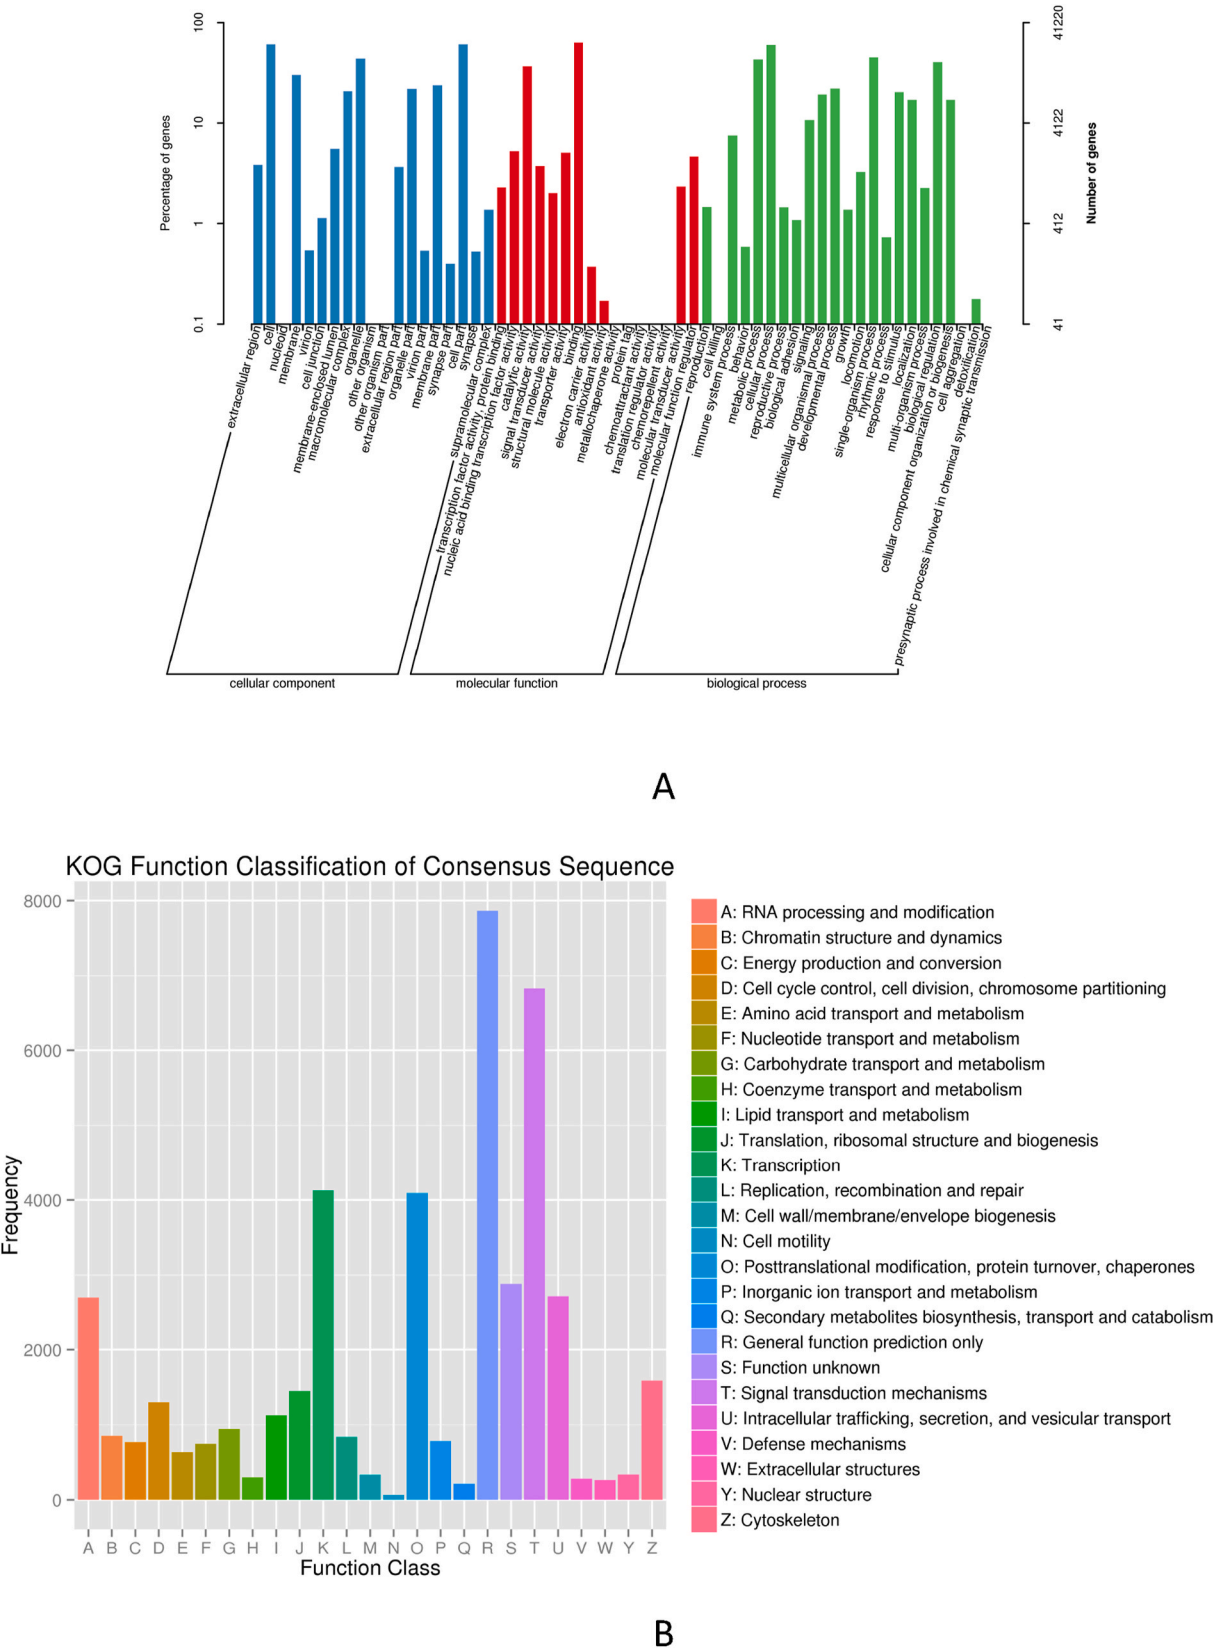 100
10
1
0.1
Percentage of genes
41220
4122
412
41
Number of genes
extracellular region
cell
nucleoid
membrane
virion
cell junction
membrane-enclosed lumen
macromolecular complex
organelle
other organism
other organism part
extracellular region part
organelle part
virion part
membrane part
synapse part
cell part
synapse
supramolecular complex
transcription factor activity, protein binding
nucleic acid binding transcription factor activity
catalytic activity
signal transducer activity
structural molecule activity
transporter activity
binding
electron carrier activity
antioxidant activity
metallochaperone activity
protein tag
chemoattractant activity
translation regulator activity
chemorepellent activity
molecular transducer activity
molecular function regulator
reproduction
cell killing
immune system process
behavior
metabolic process
cellular process
reproductive process
biological adhesion
signaling
multicellular organismal process
developmental process
growth
locomotion
single-organism process
rhythmic process
response to stimulus
localization
multi-organism process
biological regulation
cellular component organization or biogenesis
cell aggregation
detoxification
presynaptic process involved in chemical synaptic transmission
cellular component
molecular function
biological process
A
KOG Function Classification of Consensus Sequence
8000
6000
4000
2000
0
Frequency
A B C D E F G H I J K L M N O P Q R S T U V W Y Z
Function Class
A: RNA processing and modification
B: Chromatin structure and dynamics
C: Energy production and conversion
D: Cell cycle control, cell division, chromosome partitioning
E: Amino acid transport and metabolism
F: Nucleotide transport and metabolism
G: Carbohydrate transport and metabolism
H: Coenzyme transport and metabolism
I: Lipid transport and metabolism
J: Translation, ribosomal structure and biogenesis
K: Transcription
L: Replication, recombination and repair
M: Cell wall/membrane/envelope biogenesis
N: Cell motility
O: Posttranslational modification, protein turnover, chaperones
P: Inorganic ion transport and metabolism
Q: Secondary metabolites biosynthesis, transport and catabolism
R: General function prediction only
S: Function unknown
T: Signal transduction mechanisms
U: Intracellular trafficking, secretion, and vesicular transport
V: Defense mechanisms
W: Extracellular structures
Y: Nuclear structure
Z: Cytoskeleton
B